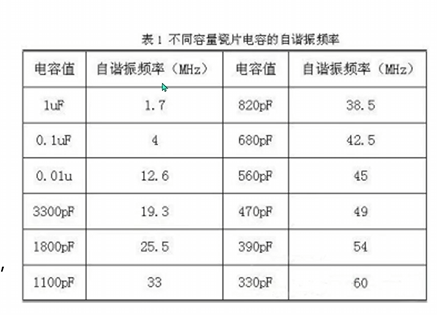 表1 不同容量瓷片电容的自谐振频率
电容值 自谐振频率（MHz） 电容值 自谐振频率（MHz）
1uF 1.7 820pF 38.5
0.1uF 4 680pF 42.5
0.01u 12.6 560pF 45
3300pF 19.3 470pF 49
1800pF 25.5 390pF 54
1100pF 33 330pF 60
,